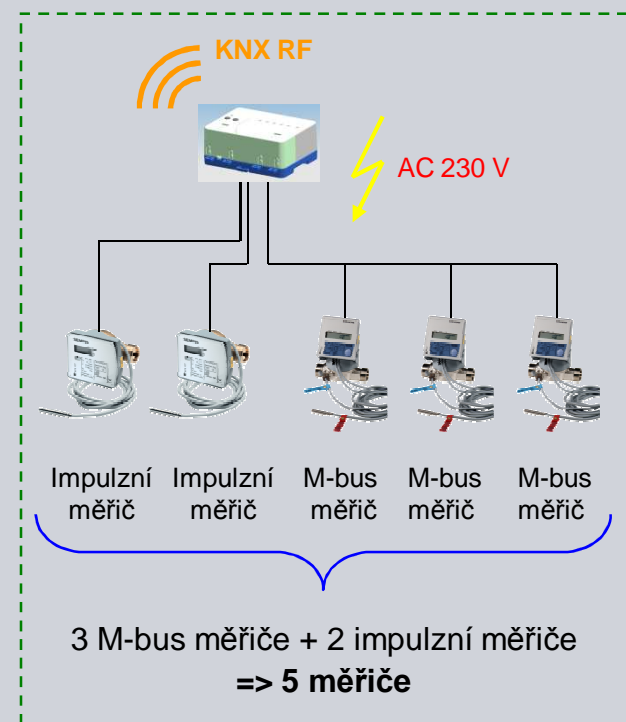 KNX RF
AC 230 V
Impulzní měřič
Impulzní měřič
M-bus měřič
M-bus měřič
M-bus měřič
3 M-bus měřiče + 2 impulzní měřiče
=> 5 měřiče